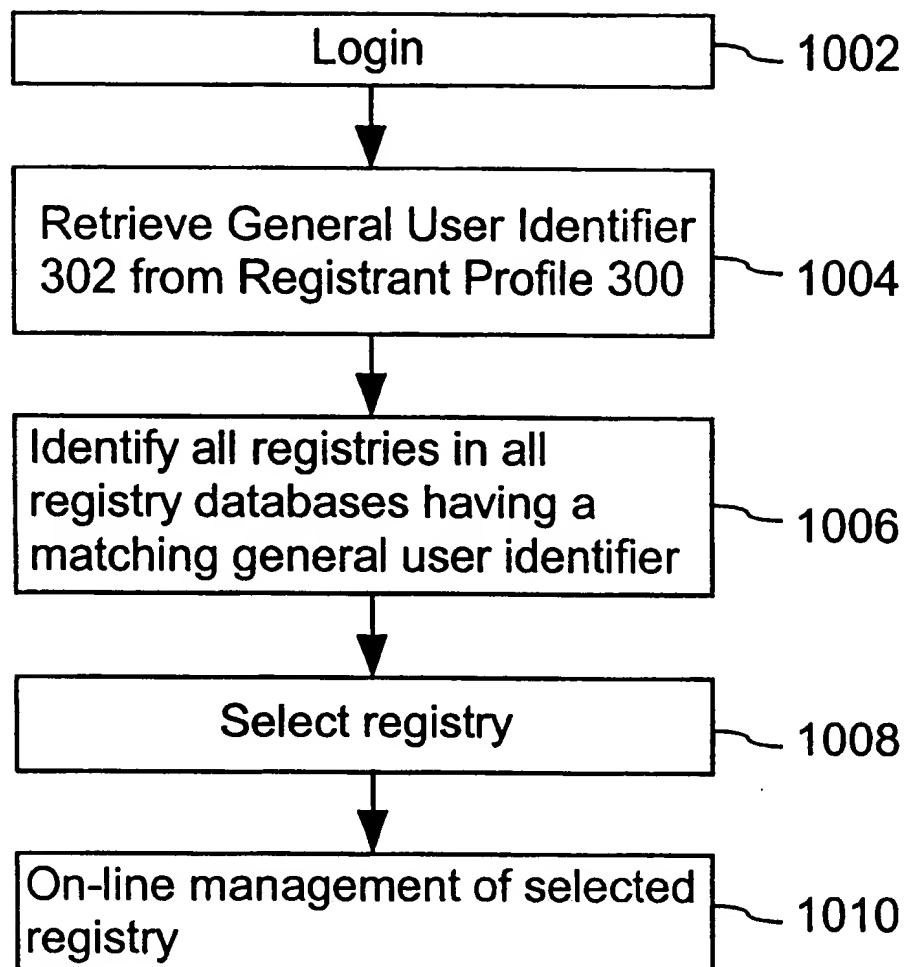 Login
1002
Retrieve General User Identifier
302 from Registrant Profile 300
1004
Identify all registries in all
registry databases having a
matching general user identifier
1006
Select registry
1008
On-line management of selected
registry
1010